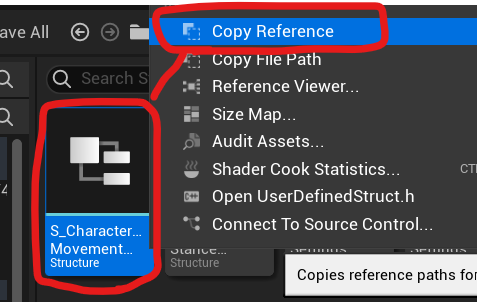 ave All
Copy Reference
Copy File Path
Search S
Reference Viewer...
Size Map...
Audit Assets...
Shader Cook Statistics...
CT
Open UserDefinedStruct.h
Connect To Source Control...
S_Character...
Movement...
Structure
Stance...
Structure
Copies reference paths fo